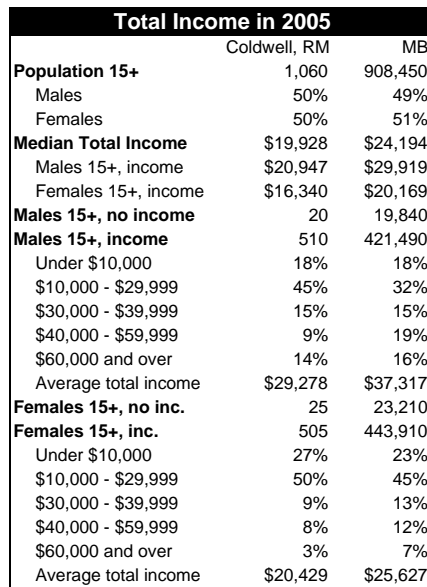 Total Income in 2005
Coldwell, RM MB
Population 15+ 1,060 908,450
Males 50% 49%
Females 50% 51%
Median Total Income $19,928 $24,194
Males 15+, income $20,947 $29,919
Females 15+, income $16,340 $20,169
Males 15+, no income 20 19,840
Males 15+, income 510 421,490
Under $10,000 18% 18%
$10,000 - $29,999 45% 32%
$30,000 - $39,999 15% 15%
$40,000 - $59,999 9% 19%
$60,000 and over 14% 16%
Average total income $29,278 $37,317
Females 15+, no inc. 25 23,210
Females 15+, inc. 505 443,910
Under $10,000 27% 23%
$10,000 - $29,999 50% 45%
$30,000 - $39,999 9% 13%
$40,000 - $59,999 8% 12%
$60,000 and over 3% 7%
Average total income $20,429 $25,627